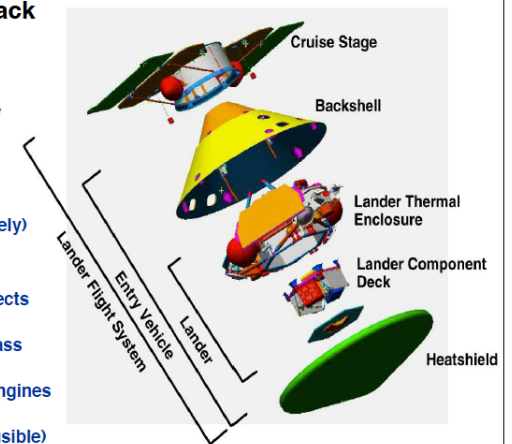 ack
Cruise Stage
Backshell
ely)
Lander Thermal
Enclosure
Lander Component
Deck
ects
ass
Heatshield
ngines
sible)
Lander Flight System
Entry Vehicle
Lander